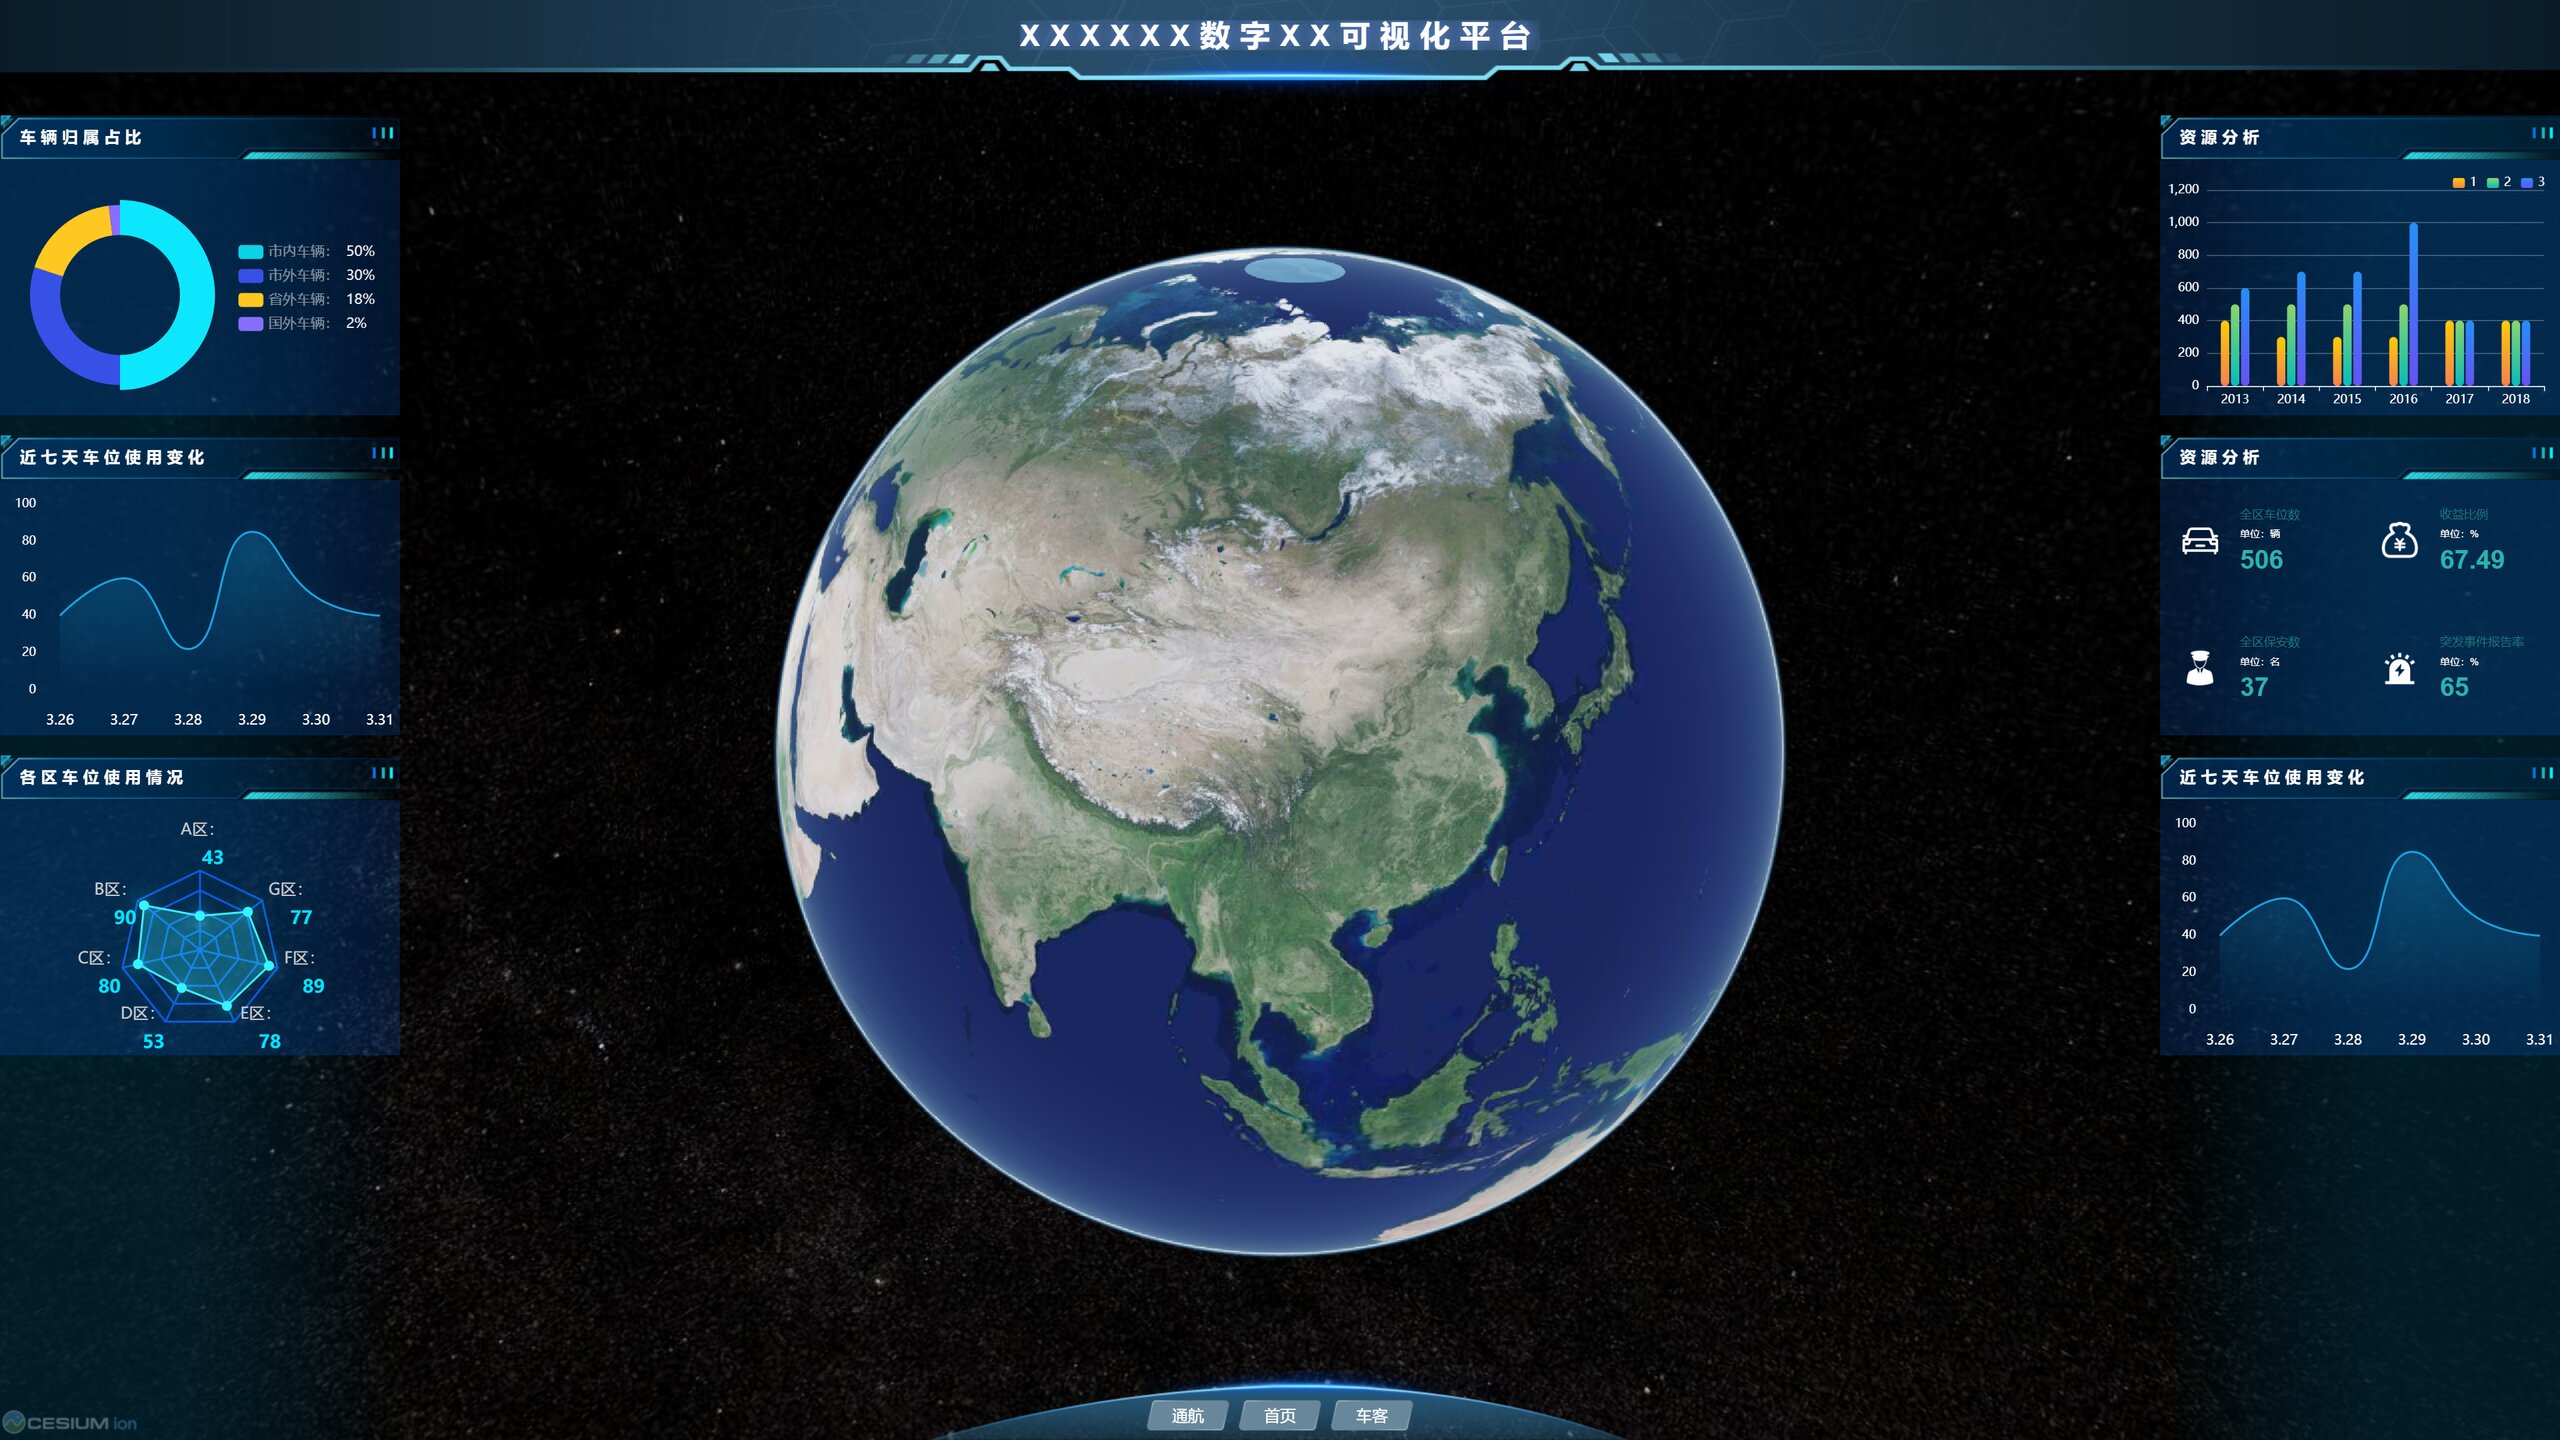 XXXXXX数字XX可视化平台
车辆归属占比
市内车辆： 50%
市外车辆： 30%
省外车辆： 18%
国外车辆： 2%
近七天车位使用变化
100
80
60
40
20
0
3.26 3.27 3.28 3.29 3.30 3.31
各区车位使用情况
A区：
43
B区：
90
C区：
80
D区：
53
E区：
78
F区：
89
G区：
77
资源分析
1 2 3
1,200
1,000
800
600
400
200
0
2013 2014 2015 2016 2017 2018
资源分析
全区车位数
单位：辆
506
收益比例
单位：%
67.49
全区保安数
单位：名
37
突发事件报告率
单位：%
65
近七天车位使用变化
100
80
60
40
20
0
3.26 3.27 3.28 3.29 3.30 3.31
通航 首页 车客
CESIUM ion